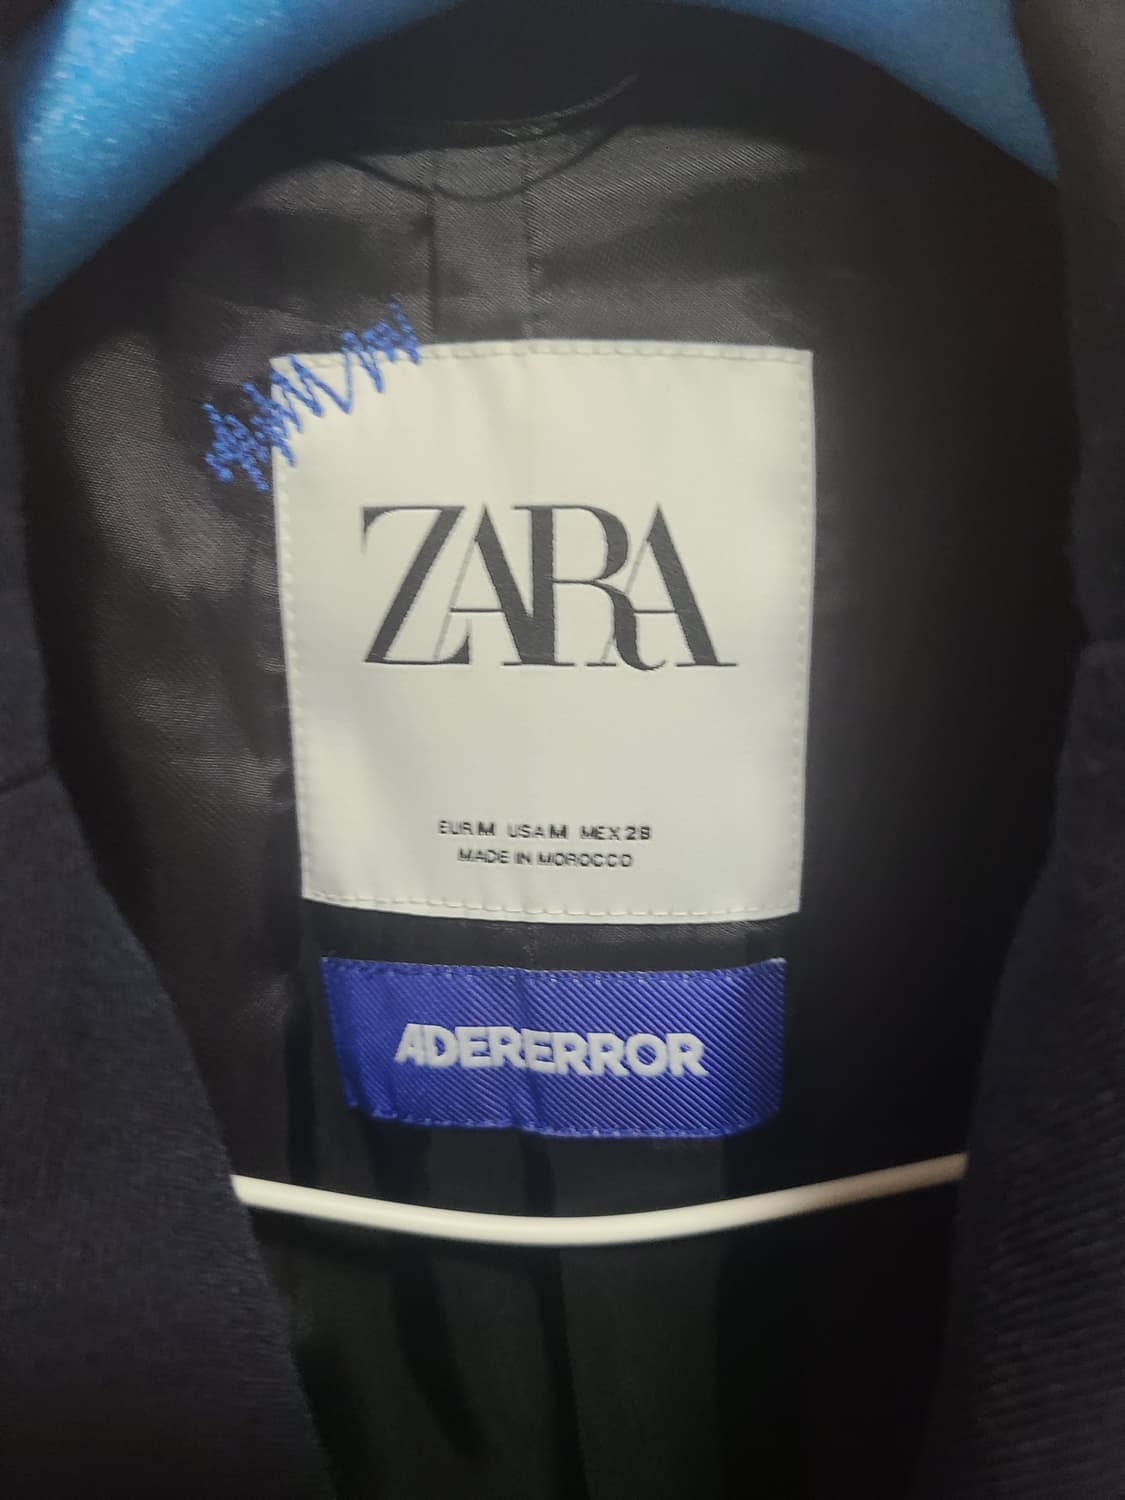 ZARA
EUR M USA M MEX 28
MADE IN MOROCCO
ADERERROR